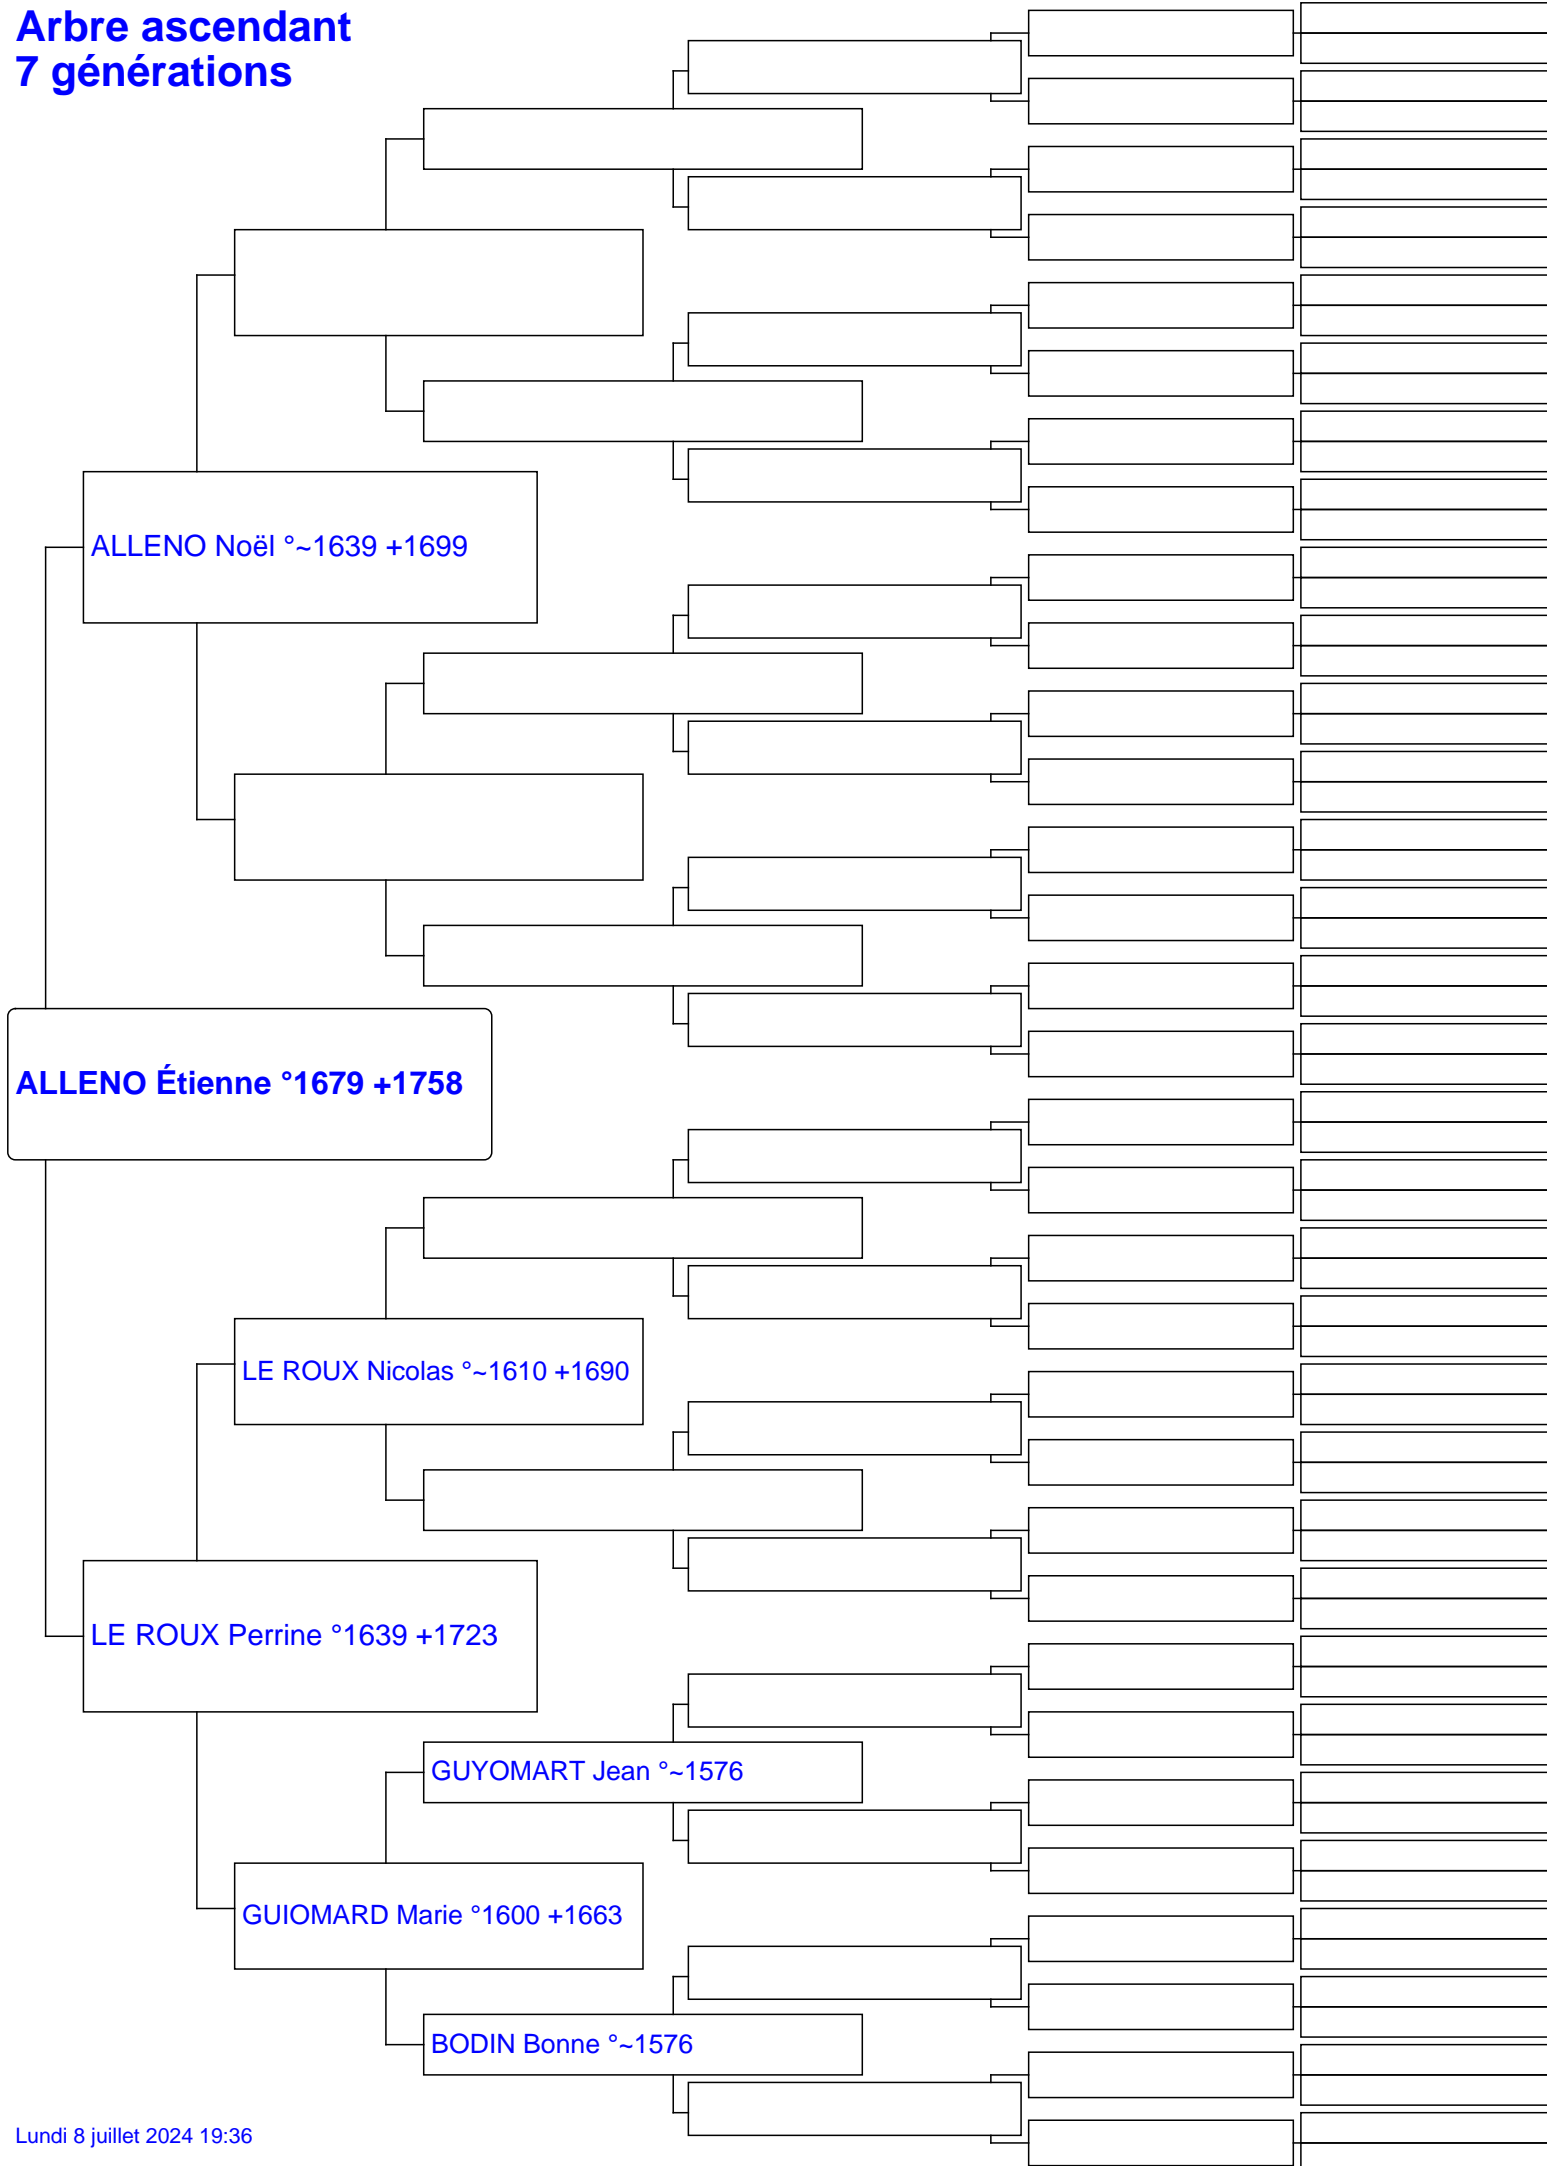 Arbre ascendant
7 générations
ALLENO Noël °~1639 +1699
ALLENO Étienne °1679 +1758
LE ROUX Nicolas °~1610 +1690
LE ROUX Perrine °1639 +1723
GUYOMART Jean °~1576
GUIOMARD Marie °1600 +1663
BODIN Bonne °~1576
Lundi 8 juillet 2024 19:36